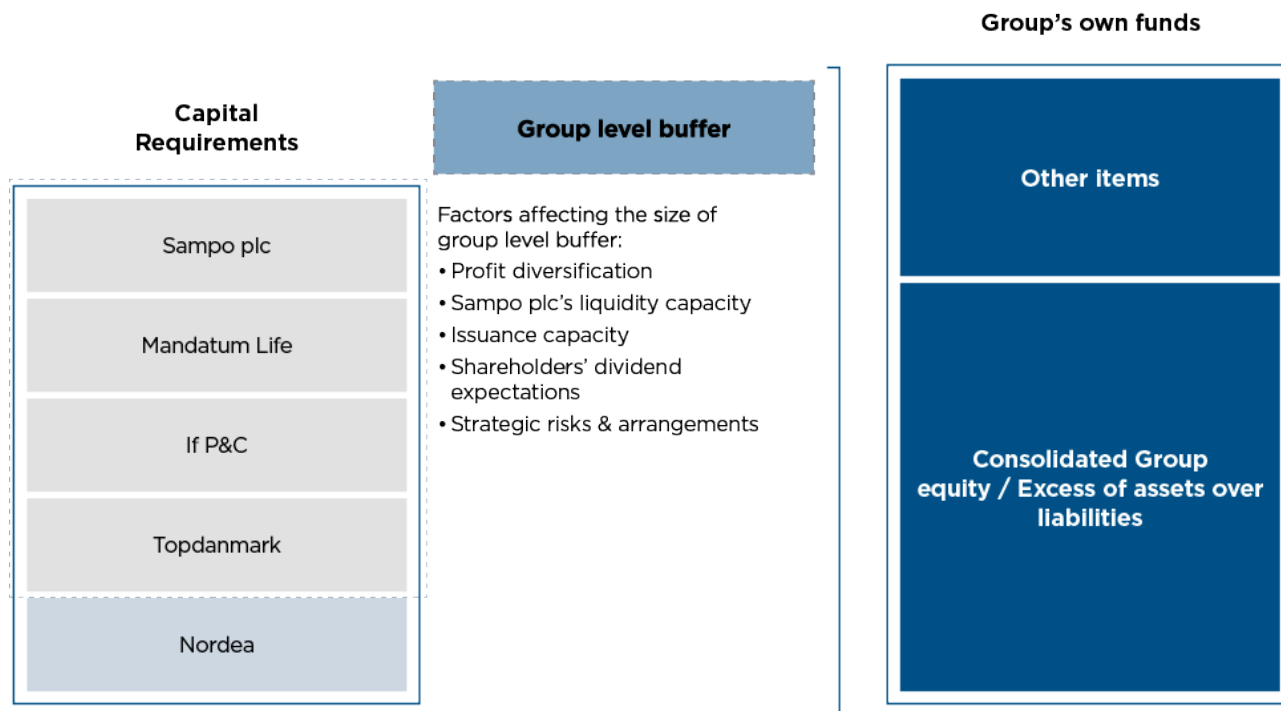 Group's own funds
Capital
Requirements
Group level buffer
Other items
Sampo plc
Mandatum Life
If P&C
Topdanmark
Nordea
Factors affecting the size of
group level buffer:
• Profit diversification
• Sampo plc's liquidity capacity
• Issuance capacity
• Shareholders' dividend
expectations
• Strategic risks & arrangements
Consolidated Group
equity / Excess of assets over
liabilities